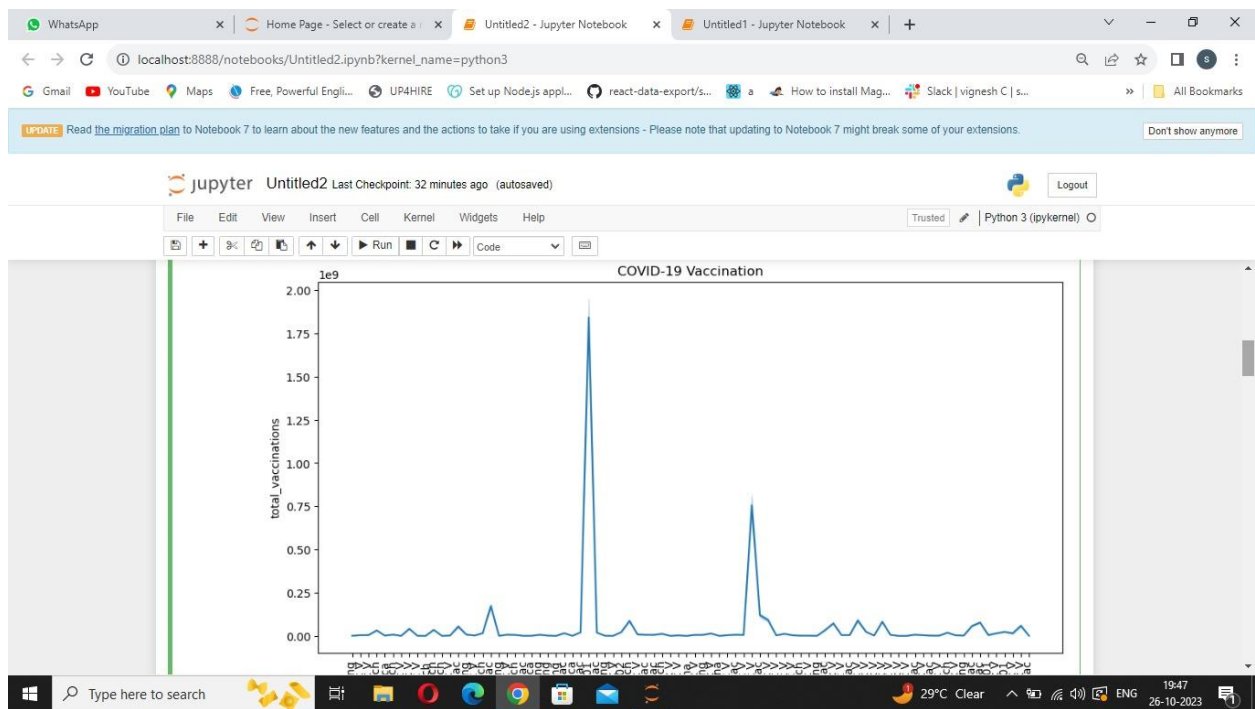 WhatsApp
Home Page - Select or create a
Untitled2 - Jupyter Notebook
Untitled1 - Jupyter Notebook
localhost:8888/notebooks/Untitled2.ipynb?kernel_name=python3
Gmail YouTube Maps Free, Powerful Engli... UP4HIRE Set up Node.js appl... react-data-export/s... a How to install Mag... Slack | vignesh C | s... » All Bookmarks
UPDATE Read the migration plan to Notebook 7 to learn about the new features and the actions to take if you are using extensions - Please note that updating to Notebook 7 might break some of your extensions. Don't show anymore
jupyter Untitled2 Last Checkpoint: 32 minutes ago (autosaved) Logout
File Edit View Insert Cell Kernel Widgets Help Trusted Python 3 (ipykernel)
Run Code
1e9 COVID-19 Vaccination
2.00
1.75
1.50
1.25
1.00
0.75
0.50
0.25
0.00
total_vaccinations
Type here to search 29°C Clear ENG 19:47
26-10-2023